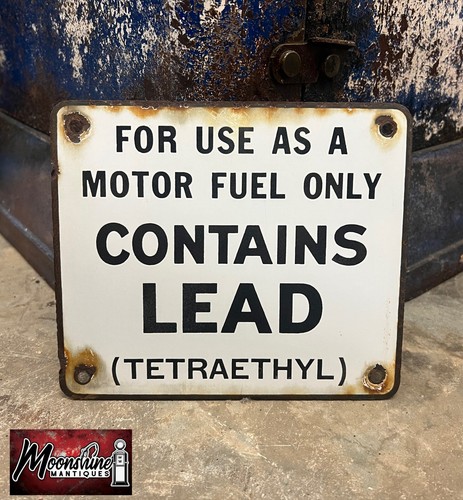 FOR USE AS A
MOTOR FUEL ONLY
CONTAINS
LEAD
(TETRAETHYL)
Moonshine
MANTIQUES